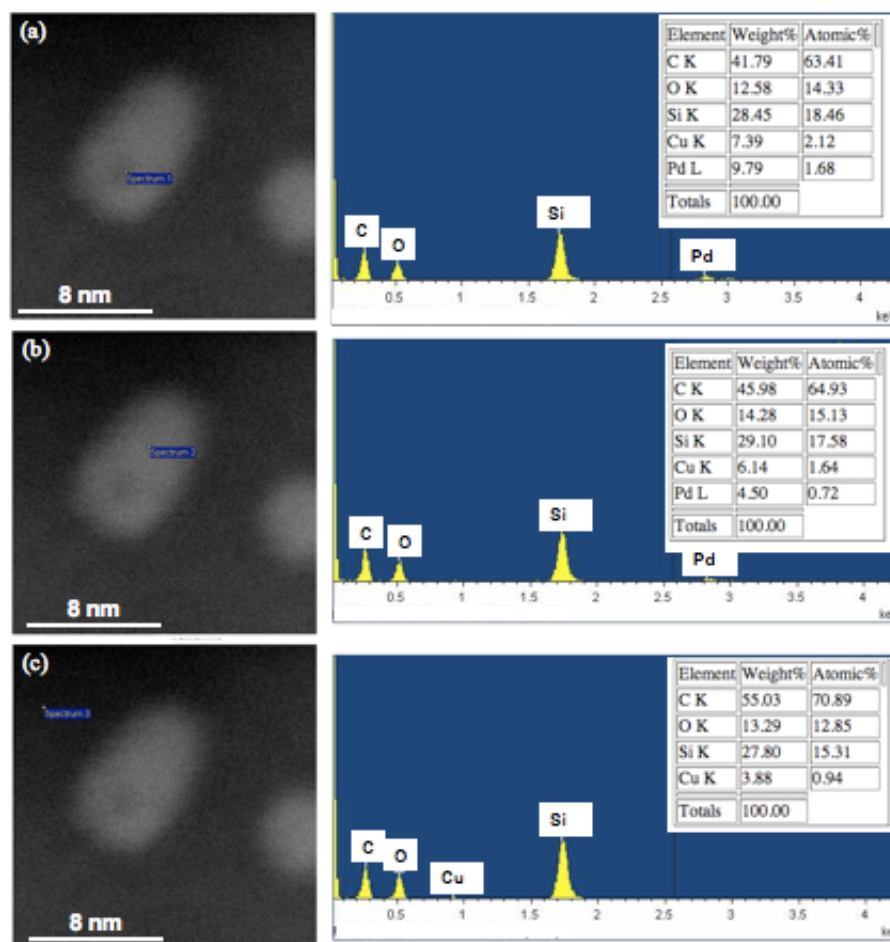 (a)
Spectrum 1
8 nm
Element Weight% Atomic%
C K 41.79 63.41
O K 12.58 14.33
Si K 28.45 18.46
Cu K 7.39 2.12
Pd L 9.79 1.68
Totals 100.00
C
O
Si
Pd
0.5 1 1.5 2 2.5 3 3.5 4
ke
(b)
Spectrum 2
8 nm
Element Weight% Atomic%
C K 45.98 64.93
O K 14.28 15.13
Si K 29.10 17.58
Cu K 6.14 1.64
Pd L 4.50 0.72
Totals 100.00
C
O
Si
Pd
0.5 1 1.5 2 2.5 3 3.5 4
ke
(c)
Spectrum 3
8 nm
Element Weight% Atomic%
C K 55.03 70.89
O K 13.29 12.85
Si K 27.80 15.31
Cu K 3.88 0.94
Totals 100.00
C
O
Cu
Si
0.5 1 1.5 2 2.5 3 3.5 4
ke